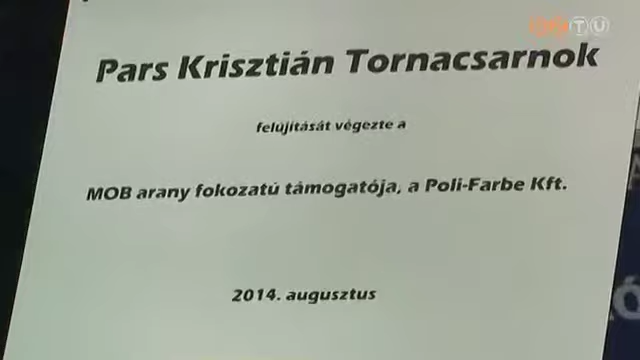 Pars Krisztián Tornacsarnok
felújítását végezte a
MOB arany fokozatú támogatója, a Poli-Farbe Kft.
2014. augusztus